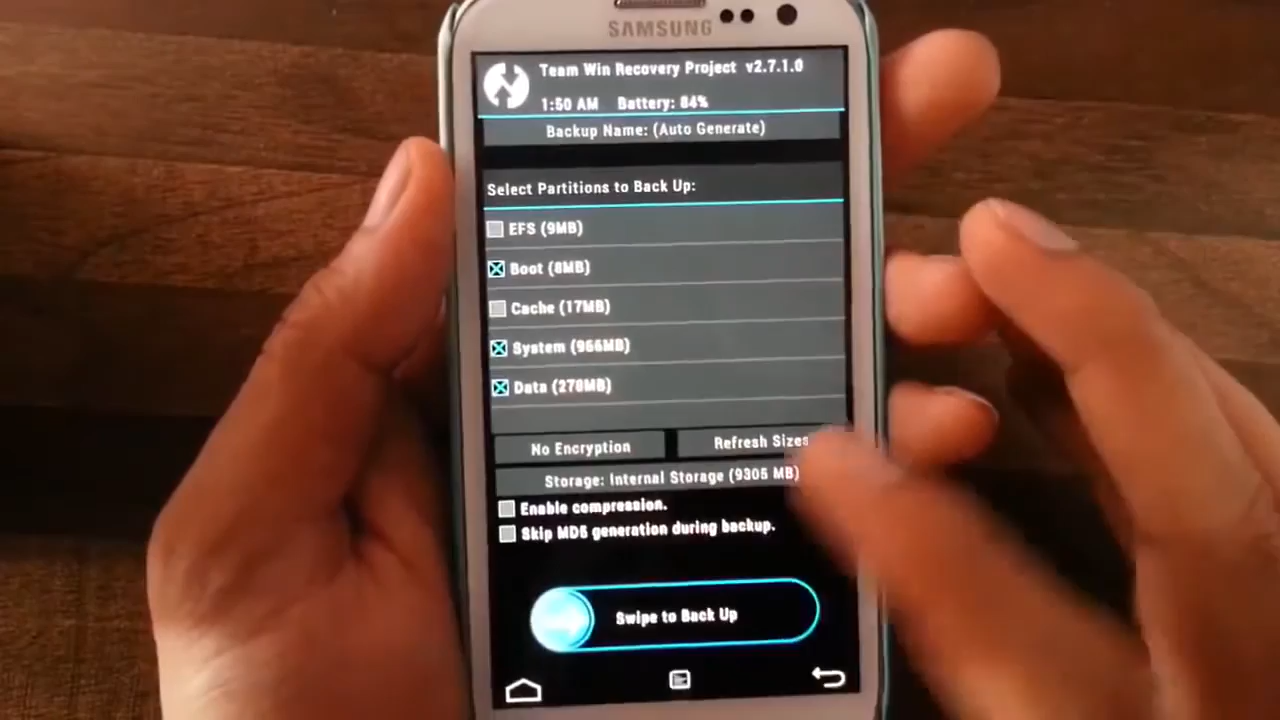 SAMSUNG
Team Win Recovery Project v2.7.1.0
1:50 AM Battery: 84%
Backup Name: (Auto Generate)
Select Partitions to Back Up:
EFS (9MB)
Boot (8MB)
Cache (17MB)
System (966MB)
Data (278MB)
No Encryption
Refresh Sizes
Storage: Internal Storage (9305 MB)
Enable compression.
Skip MD5 generation during backup.
Swipe to Back Up